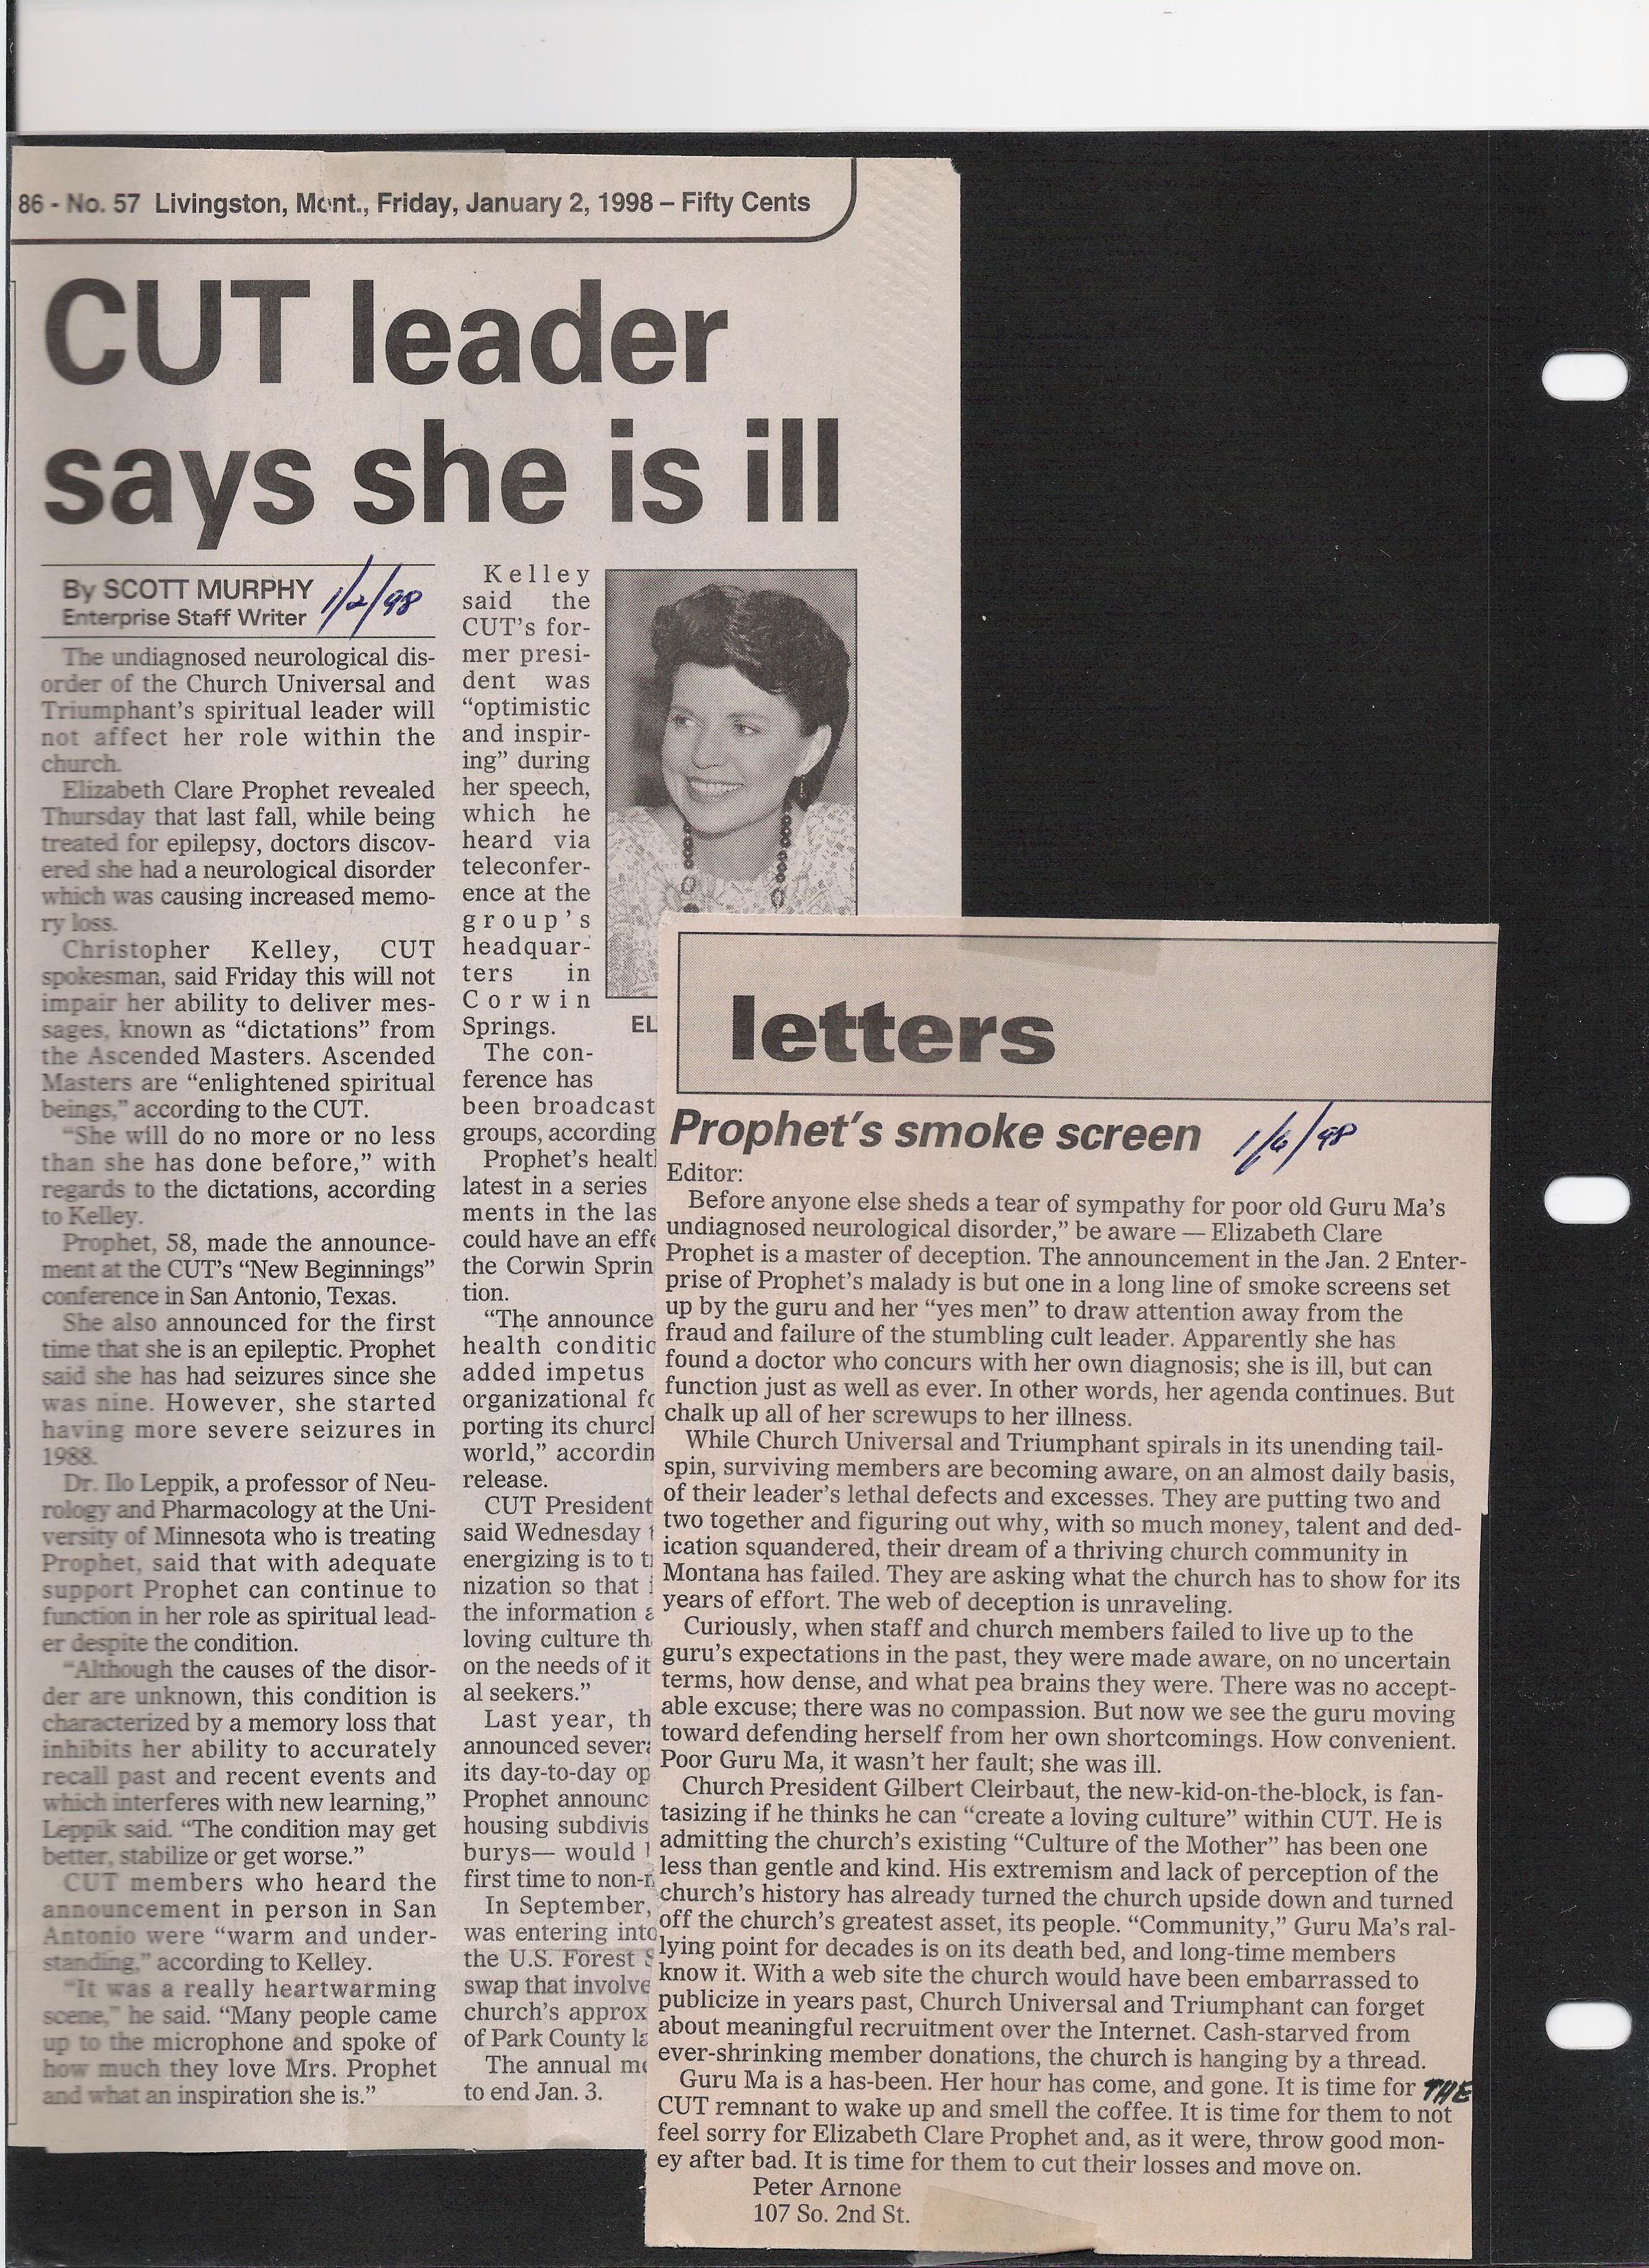 86 - No. 57 Livingston, Mont., Friday, January 2, 1998 – Fifty Cents
CUT leader
says she is ill
By SCOTT MURPHY
Enterprise Staff Writer
1/2/98
The undiagnosed neurological dis-
order of the Church Universal and
Triumphant's spiritual leader will
not affect her role within the
church.
Elizabeth Clare Prophet revealed
Thursday that last fall, while being
treated for epilepsy, doctors discov-
ered she had a neurological disorder
which was causing increased memo-
ry loss.
Christopher Kelley, CUT
spokesman, said Friday this will not
impair her ability to deliver mes-
sages, known as “dictations” from
the Ascended Masters. Ascended
Masters are “enlightened spiritual
beings,” according to the CUT.
“She will do no more or no less
than she has done before,” with
regards to the dictations, according
to Kelley.
Prophet, 58, made the announce-
ment at the CUT's “New Beginnings”
conference in San Antonio, Texas.
She also announced for the first
time that she is an epileptic. Prophet
said she has had seizures since she
was nine. However, she started
having more severe seizures in
1988.
Dr. Ilo Leppik, a professor of Neu-
rology and Pharmacology at the Uni-
versity of Minnesota who is treating
Prophet, said that with adequate
support Prophet can continue to
function in her role as spiritual lead-
er despite the condition.
“Although the causes of the disor-
der are unknown, this condition is
characterized by a memory loss that
inhibits her ability to accurately
recall past and recent events and
which interferes with new learning,”
Leppik said. “The condition may get
better, stabilize or get worse.”
CUT members who heard the
announcement in person in San
Antonio were “warm and under-
standing,” according to Kelley.
“It was a really heartwarming
scene,” he said. “Many people came
up to the microphone and spoke of
how much they love Mrs. Prophet
and what an inspiration she is.”
Kelley
said the
CUT's for-
mer presi-
dent was
“optimistic
and inspir-
ing” during
her speech,
which he
heard via
teleconfer-
ence at the
group's
headquar-
ters in
Corwin
Springs.
EL
The con-
ference has
been broadcast
groups, according
Prophet's healt
latest in a series
ments in the las
could have an effe
the Corwin Sprin
tion.
“The announce
health conditio
added impetus
organizational fo
porting its churc
world,” accordin
release.
CUT President
said Wednesday t
energizing is to t
nization so that i
the information a
loving culture th
on the needs of it
al seekers.”
Last year, th
announced severa
its day-to-day op
Prophet announc
housing subdivis
burys— would
first time to non-
In September,
was entering into
the U.S. Forest S
swap that involve
church's approx
of Park County la
The annual me
to end Jan. 3.
letters
Prophet's smoke screen
1/6/98
Editor:
Before anyone else sheds a tear of sympathy for poor old Guru Ma's
undiagnosed neurological disorder,” be aware — Elizabeth Clare
Prophet is a master of deception. The announcement in the Jan. 2 Enter-
prise of Prophet's malady is but one in a long line of smoke screens set
up by the guru and her “yes men” to draw attention away from the
fraud and failure of the stumbling cult leader. Apparently she has
found a doctor who concurs with her own diagnosis; she is ill, but can
function just as well as ever. In other words, her agenda continues. But
chalk up all of her screwups to her illness.
While Church Universal and Triumphant spirals in its unending tail-
spin, surviving members are becoming aware, on an almost daily basis,
of their leader's lethal defects and excesses. They are putting two and
two together and figuring out why, with so much money, talent and ded-
ication squandered, their dream of a thriving church community in
Montana has failed. They are asking what the church has to show for its
years of effort. The web of deception is unraveling.
Curiously, when staff and church members failed to live up to the
guru's expectations in the past, they were made aware, on no uncertain
terms, how dense, and what pea brains they were. There was no accept-
able excuse; there was no compassion. But now we see the guru moving
toward defending herself from her own shortcomings. How convenient.
Poor Guru Ma, it wasn't her fault; she was ill.
Church President Gilbert Cleirbaut, the new-kid-on-the-block, is fan-
tasizing if he thinks he can “create a loving culture” within CUT. He is
admitting the church's existing “Culture of the Mother” has been one
less than gentle and kind. His extremism and lack of perception of the
church's history has already turned the church upside down and turned
off the church's greatest asset, its people. “Community,” Guru Ma's ral-
lying point for decades is on its death bed, and long-time members
know it. With a web site the church would have been embarrassed to
publicize in years past, Church Universal and Triumphant can forget
about meaningful recruitment over the Internet. Cash-starved from
ever-shrinking member donations, the church is hanging by a thread.
Guru Ma is a has-been. Her hour has come, and gone. It is time for THE
CUT remnant to wake up and smell the coffee. It is time for them to not
feel sorry for Elizabeth Clare Prophet and, as it were, throw good mon-
ey after bad. It is time for them to cut their losses and move on.
Peter Arnone
107 So. 2nd St.